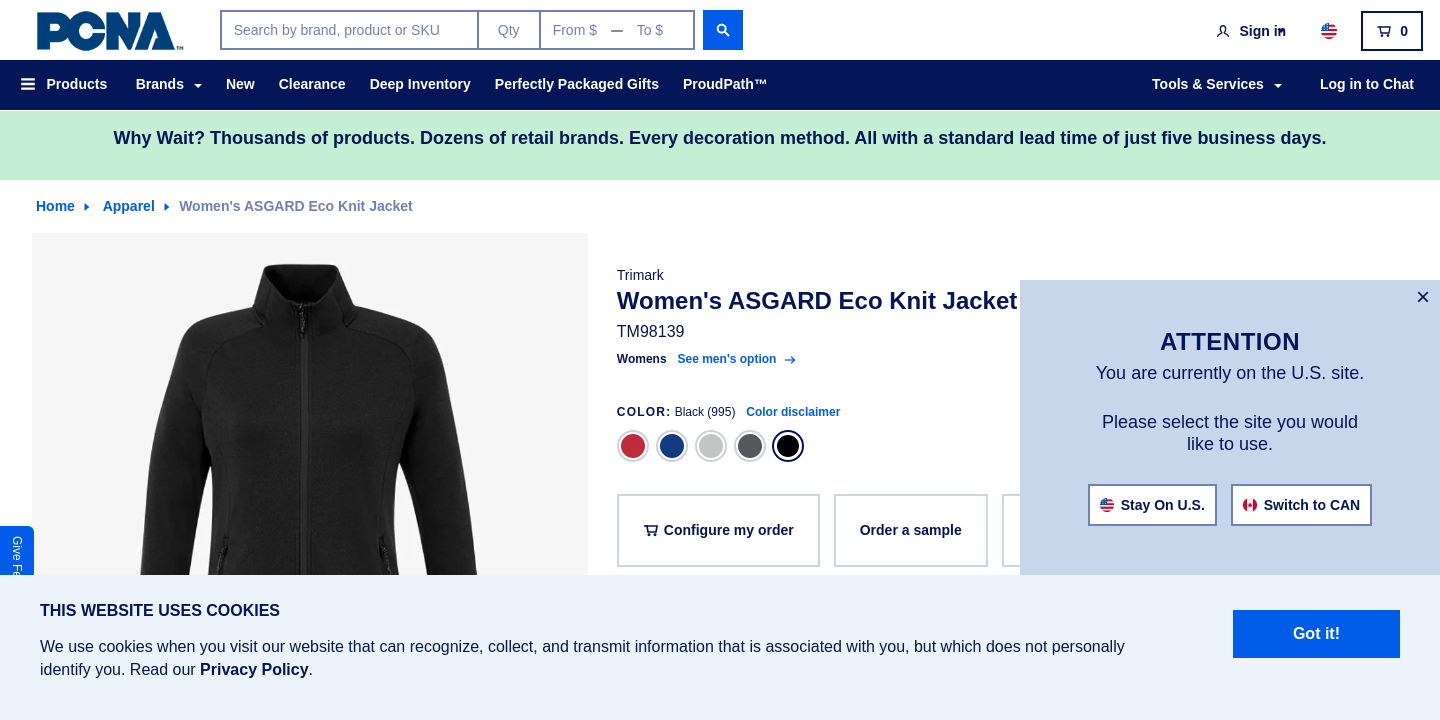 PCNA™
Search by brand, product or SKU
Qty
From $ — To $
Sign in
0
Products
Brands
New
Clearance
Deep Inventory
Perfectly Packaged Gifts
ProudPath™
Tools & Services
Log in to Chat
Why Wait? Thousands of products. Dozens of retail brands. Every decoration method. All with a standard lead time of just five business days.
Home
Apparel
Women's ASGARD Eco Knit Jacket
Trimark
Women's ASGARD Eco Knit Jacket
TM98139
Womens See men's option
COLOR: Black (995) Color disclaimer
Configure my order
Order a sample
ATTENTION
You are currently on the U.S. site.
Please select the site you would
like to use.
Stay On U.S.
Switch to CAN
Give Fe
THIS WEBSITE USES COOKIES
We use cookies when you visit our website that can recognize, collect, and transmit information that is associated with you, but which does not personally
identify you. Read our Privacy Policy.
Got it!